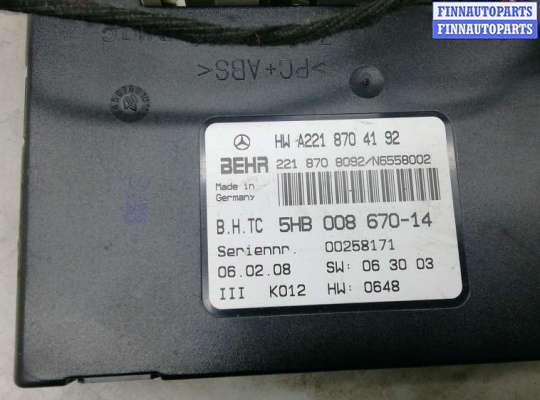 FINNAUTOPARTS
FINNAUTOPARTS
>PC+ABS<
HW A221 870 41 92
BEHR 221 870 8092/N6558002
Made in
Germany
B.H.TC 5HB 008 670-14
Seriennr. 00258171
06.02.08 SW: 06 30 03
III K012 HW: 0648